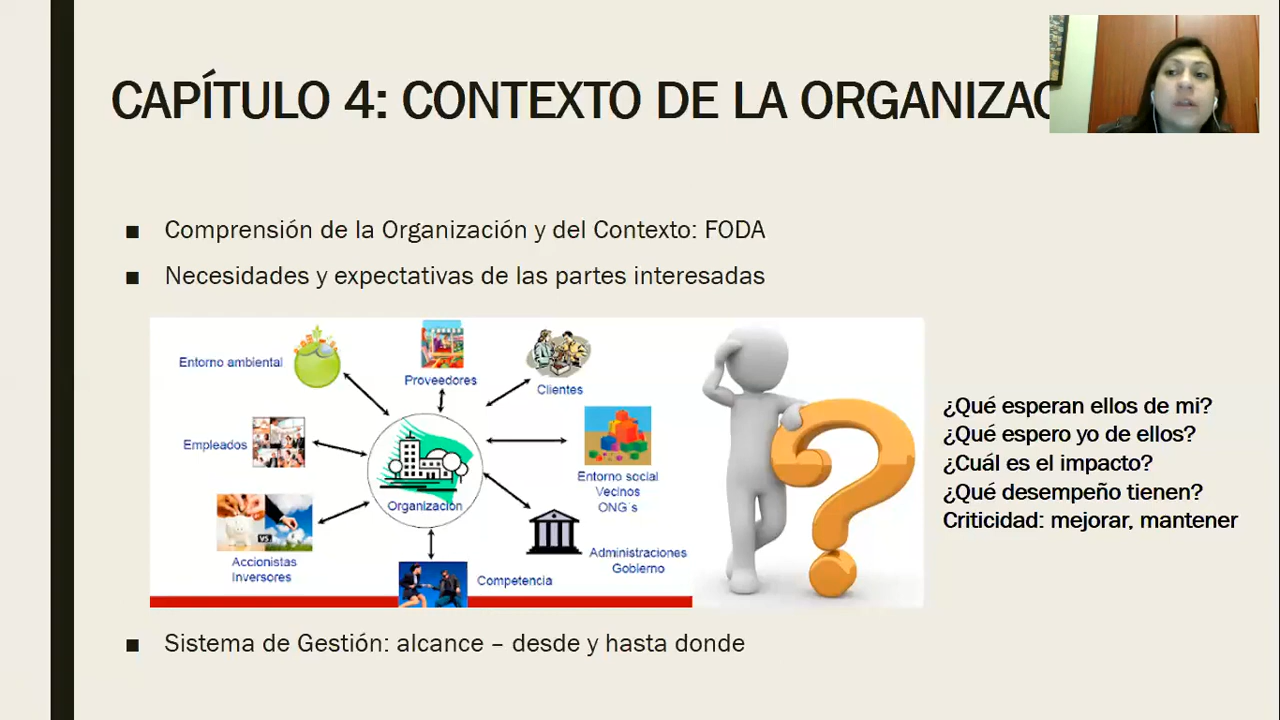 CAPÍTULO 4: CONTEXTO DE LA ORGANIZAC
■ Comprensión de la Organización y del Contexto: FODA
■ Necesidades y expectativas de las partes interesadas
Entorno ambiental
Proveedores
Clientes
Empleados
Entorno social
Vecinos
ONG´s
Organización
Accionistas
Inversores
vs
Administraciones
Gobierno
Competencia
¿Qué esperan ellos de mi?
¿Qué espero yo de ellos?
¿Cuál es el impacto?
¿Qué desempeño tienen?
Criticidad: mejorar, mantener
■ Sistema de Gestión: alcance – desde y hasta donde